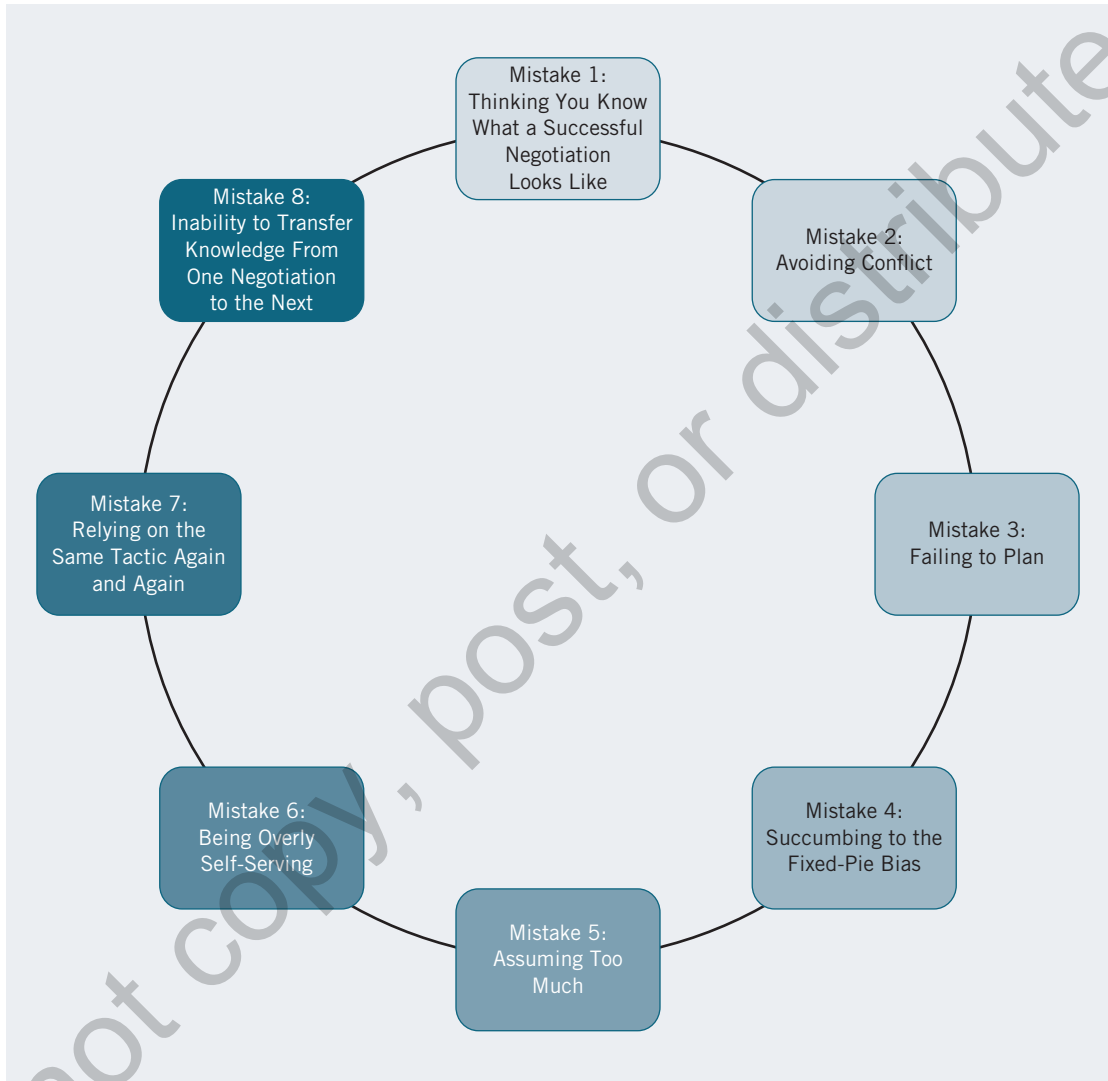 Mistake 1:
Thinking You Know
What a Successful
Negotiation
Looks Like
Mistake 2:
Avoiding Conflict
Mistake 3:
Failing to Plan
Mistake 4:
Succumbing to the
Fixed-Pie Bias
Mistake 5:
Assuming Too
Much
Mistake 6:
Being Overly
Self-Serving
Mistake 7:
Relying on the
Same Tactic Again
and Again
Mistake 8:
Inability to Transfer
Knowledge From
One Negotiation
to the Next
not copy, post, or distribute